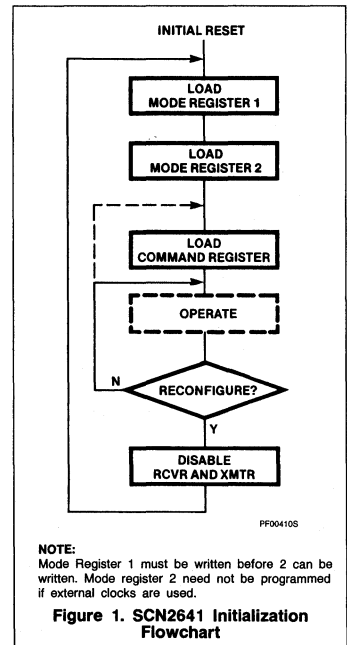 INITIAL RESET
LOAD
MODE REGISTER 1
LOAD
MODE REGISTER 2
LOAD
COMMAND REGISTER
OPERATE
N
RECONFIGURE?
Y
DISABLE
RCVR AND XMTR
PF00410S
NOTE:
Mode Register 1 must be written before 2 can be
written. Mode register 2 need not be programmed
if external clocks are used.
Figure 1. SCN2641 Initialization
Flowchart